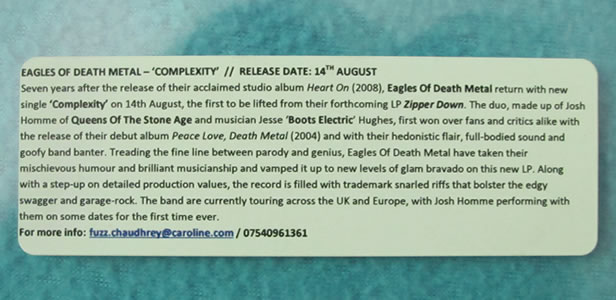 EAGLES OF DEATH METAL – 'COMPLEXITY' // RELEASE DATE: 14TH AUGUST
Seven years after the release of their acclaimed studio album Heart On (2008), Eagles Of Death Metal return with new
single 'Complexity' on 14th August, the first to be lifted from their forthcoming LP Zipper Down. The duo, made up of Josh
Homme of Queens Of The Stone Age and musician Jesse 'Boots Electric' Hughes, first won over fans and critics alike with
the release of their debut album Peace Love, Death Metal (2004) and with their hedonistic flair, full-bodied sound and
goofy band banter. Treading the fine line between parody and genius, Eagles Of Death Metal have taken their
mischievous humour and brilliant musicianship and vamped it up to new levels of glam bravado on this new LP. Along
with a step-up on detailed production values, the record is filled with trademark snarled riffs that bolster the edgy
swagger and garage-rock. The band are currently touring across the UK and Europe, with Josh Homme performing with
them on some dates for the first time ever.
For more info: fuzz.chaudhrey@caroline.com / 07540961361